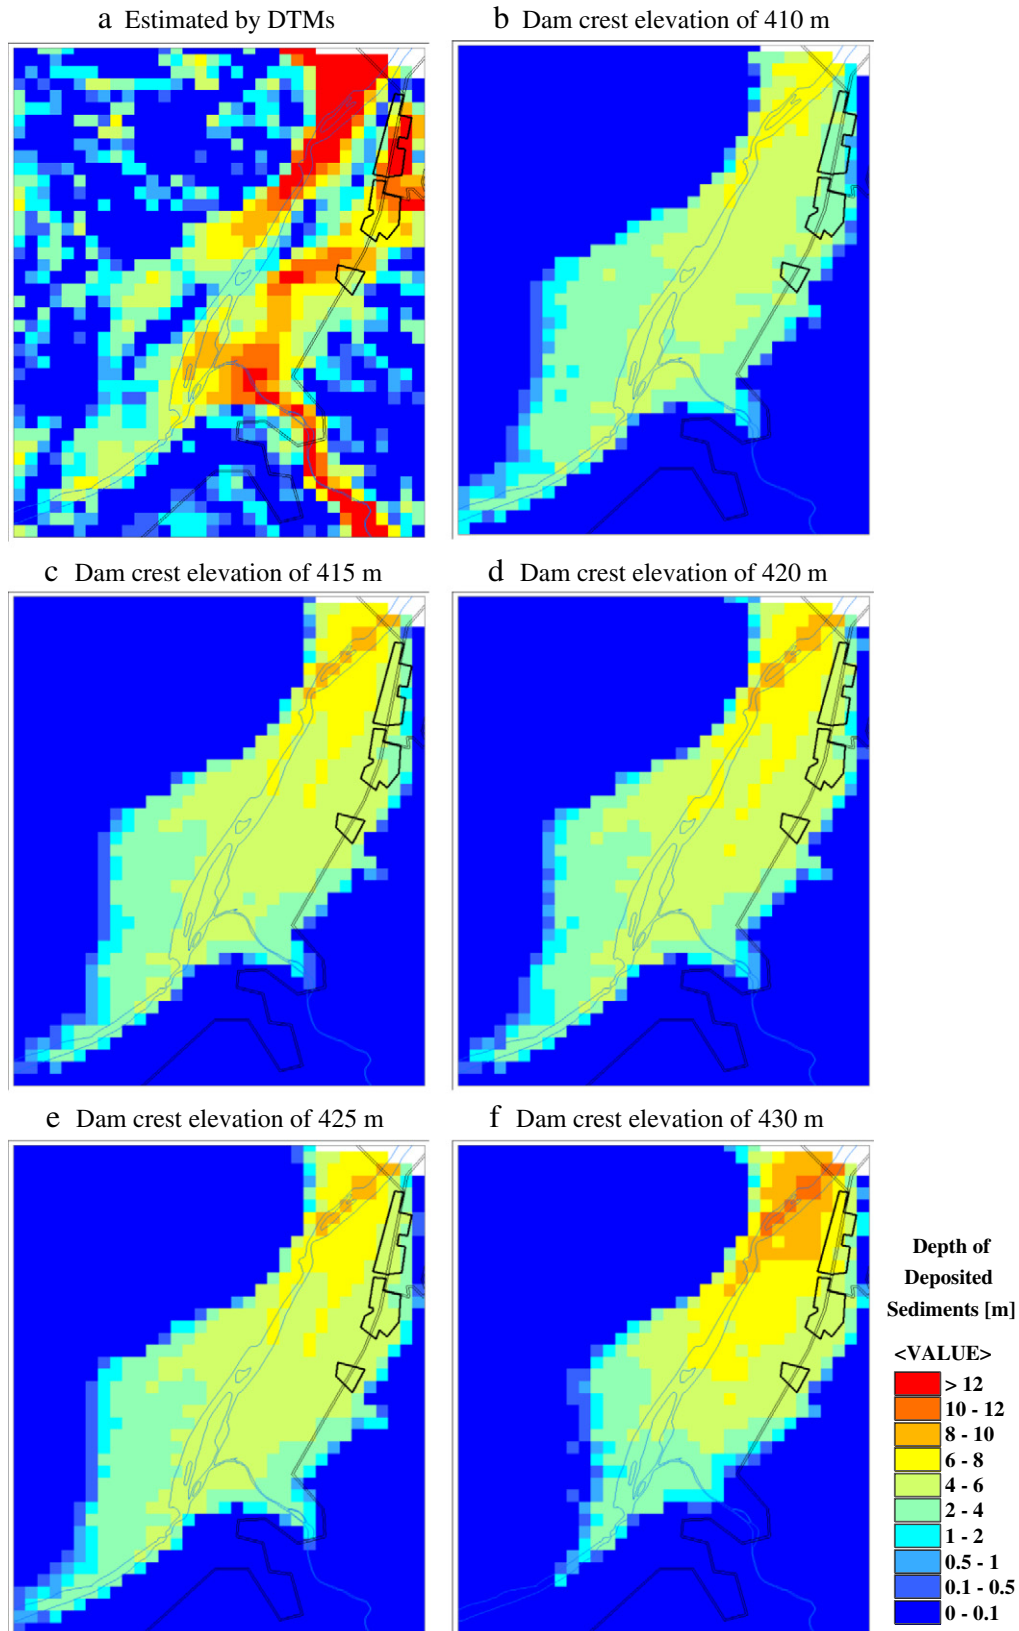 a Estimated by DTMs
b Dam crest elevation of 410 m
c Dam crest elevation of 415 m
d Dam crest elevation of 420 m
e Dam crest elevation of 425 m
f Dam crest elevation of 430 m
Depth of
Deposited
Sediments [m]
<VALUE>
> 12
10 - 12
8 - 10
6 - 8
4 - 6
2 - 4
1 - 2
0.5 - 1
0.1 - 0.5
0 - 0.1